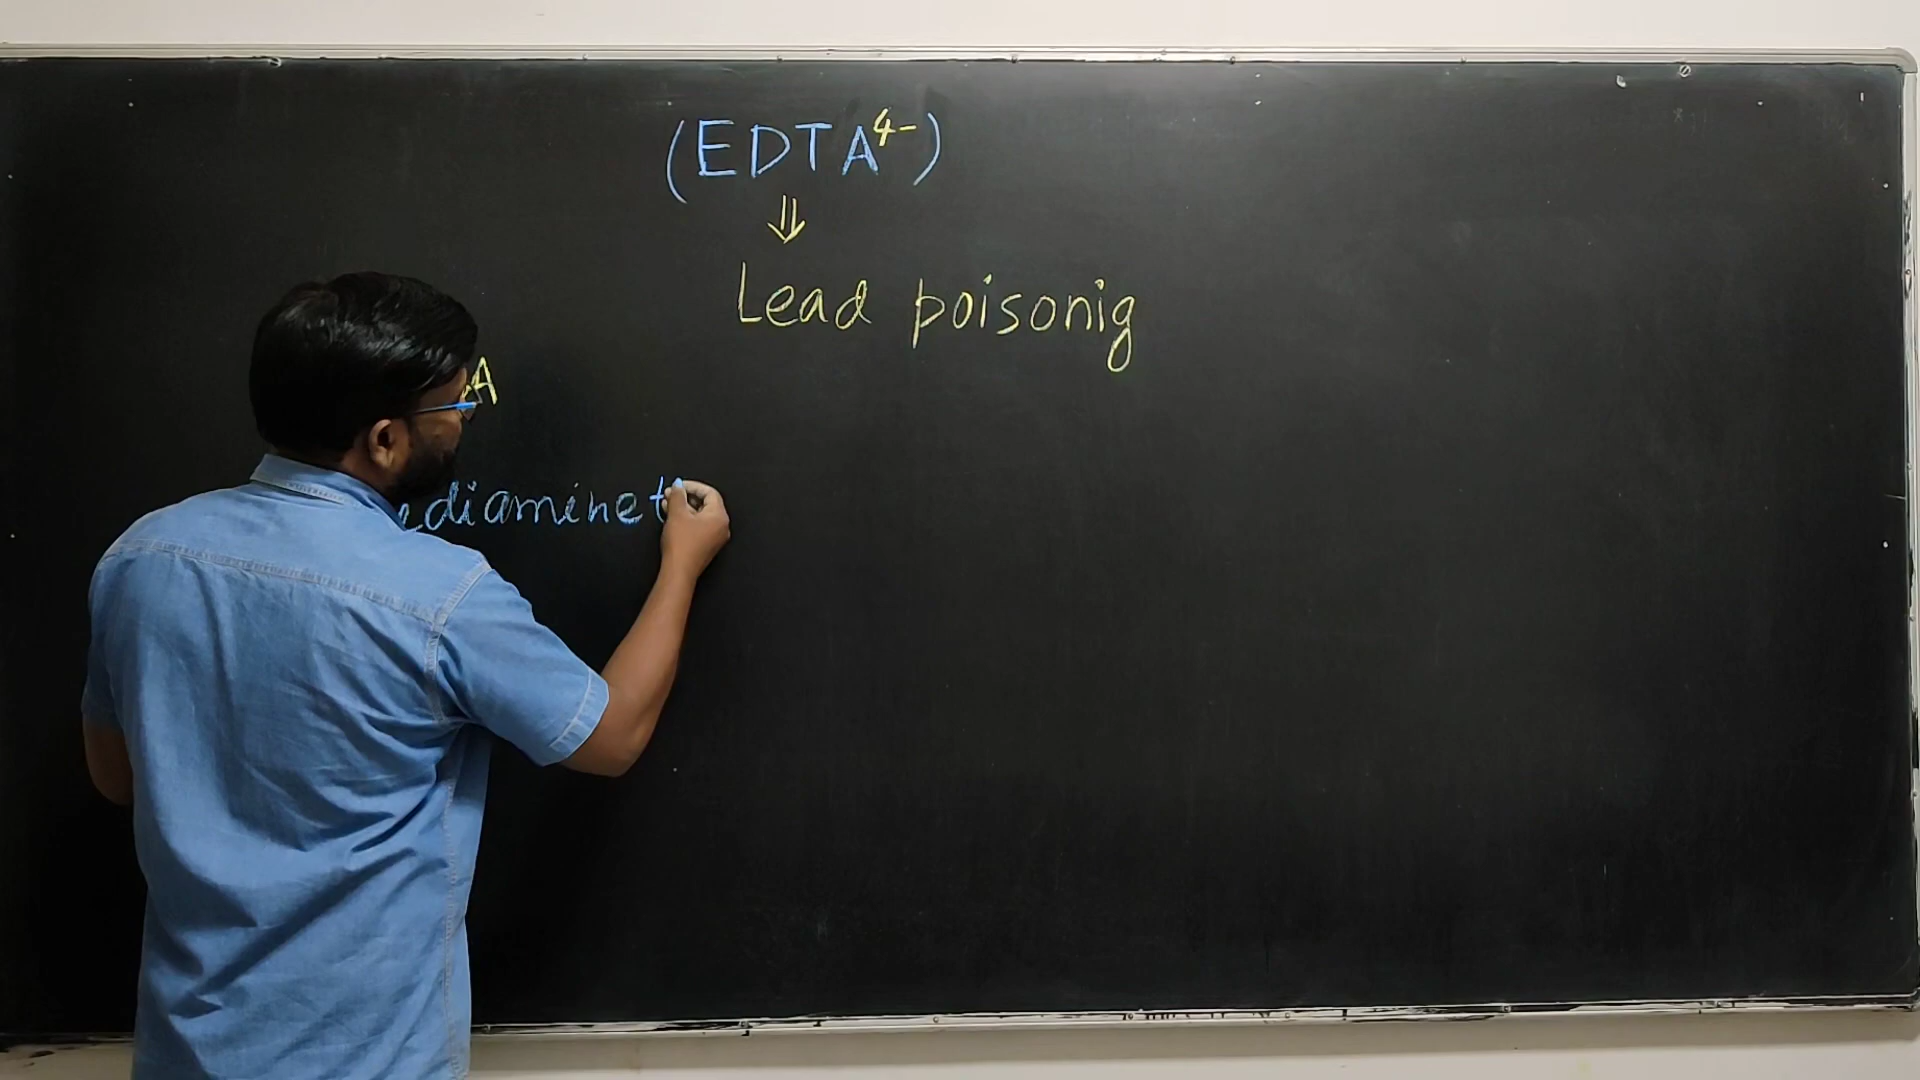 (EDTA⁴⁻)
⇓
Lead poisonig
A
ediaminet